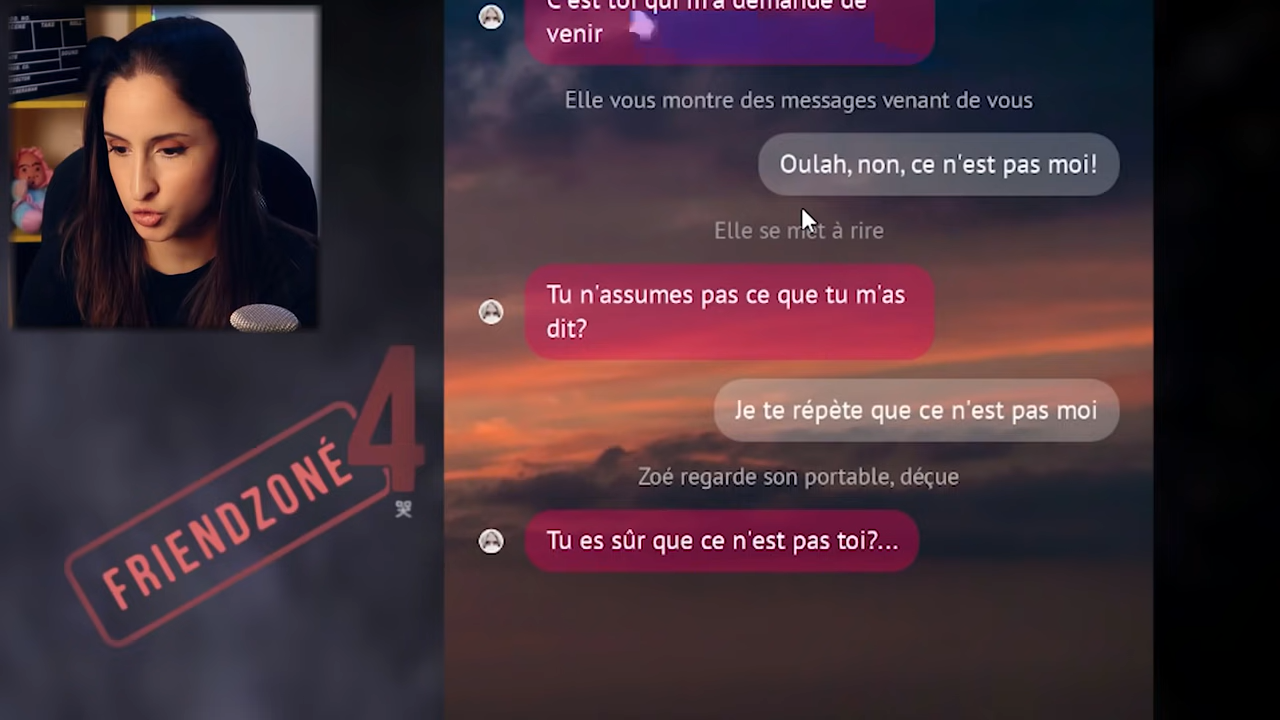 C'est toi qui m'a demandé de
venir
Elle vous montre des messages venant de vous
Oulah, non, ce n'est pas moi!
Elle se met à rire
Tu n'assumes pas ce que tu m'as
dit?
Je te répète que ce n'est pas moi
Zoé regarde son portable, déçue
Tu es sûr que ce n'est pas toi?...
FRIENDZONÉ
4
哭